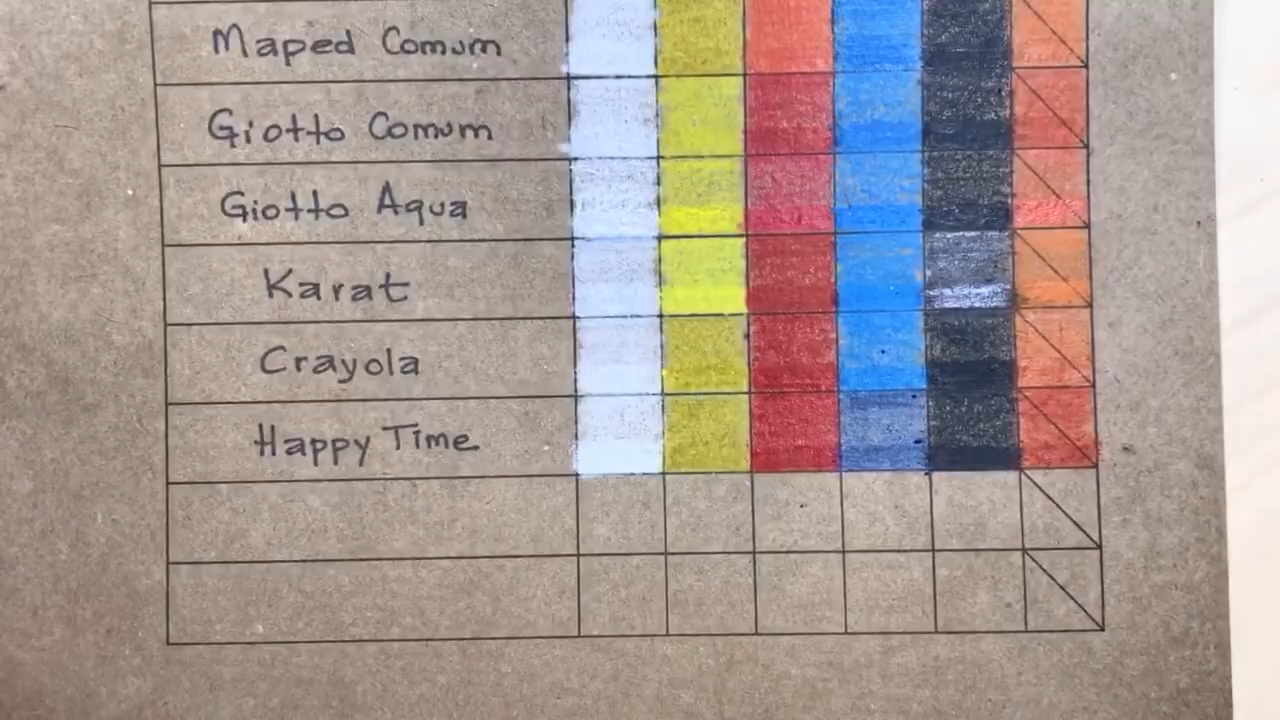 Maped Comum
Giotto Comum
Giotto Aqua
Karat
Crayola
Happy Time